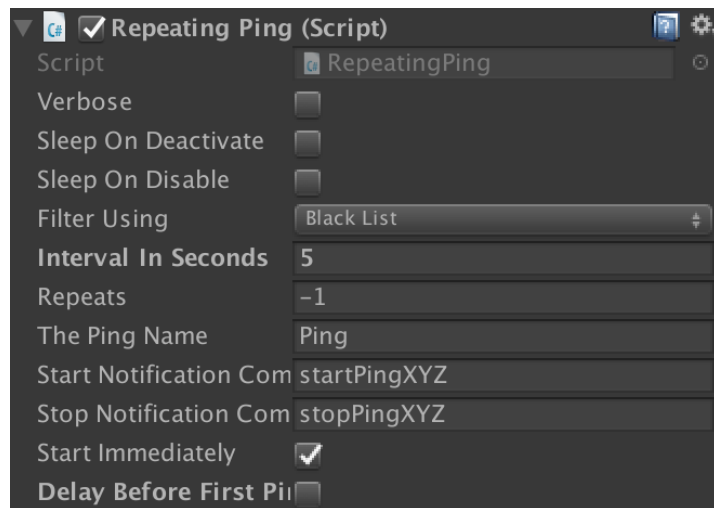 Repeating Ping (Script)
Script RepeatingPing
Verbose
Sleep On Deactivate
Sleep On Disable
Filter Using Black List
Interval In Seconds 5
Repeats -1
The Ping Name Ping
Start Notification Com startPingXYZ
Stop Notification Com stopPingXYZ
Start Immediately
Delay Before First Pi